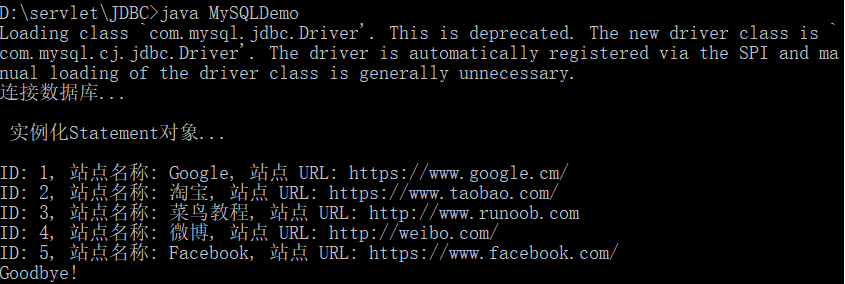 D:\servlet\JDBC>java MySQLDemo
Loading class `com.mysql.jdbc.Driver'. This is deprecated. The new driver class is `
com.mysql.cj.jdbc.Driver'. The driver is automatically registered via the SPI and ma
nual loading of the driver class is generally unnecessary.
连接数据库...
实例化Statement对象...
ID: 1, 站点名称: Google, 站点 URL: https://www.google.cm/
ID: 2, 站点名称: 淘宝, 站点 URL: https://www.taobao.com/
ID: 3, 站点名称: 菜鸟教程, 站点 URL: http://www.runoob.com
ID: 4, 站点名称: 微博, 站点 URL: http://weibo.com/
ID: 5, 站点名称: Facebook, 站点 URL: https://www.facebook.com/
Goodbye!